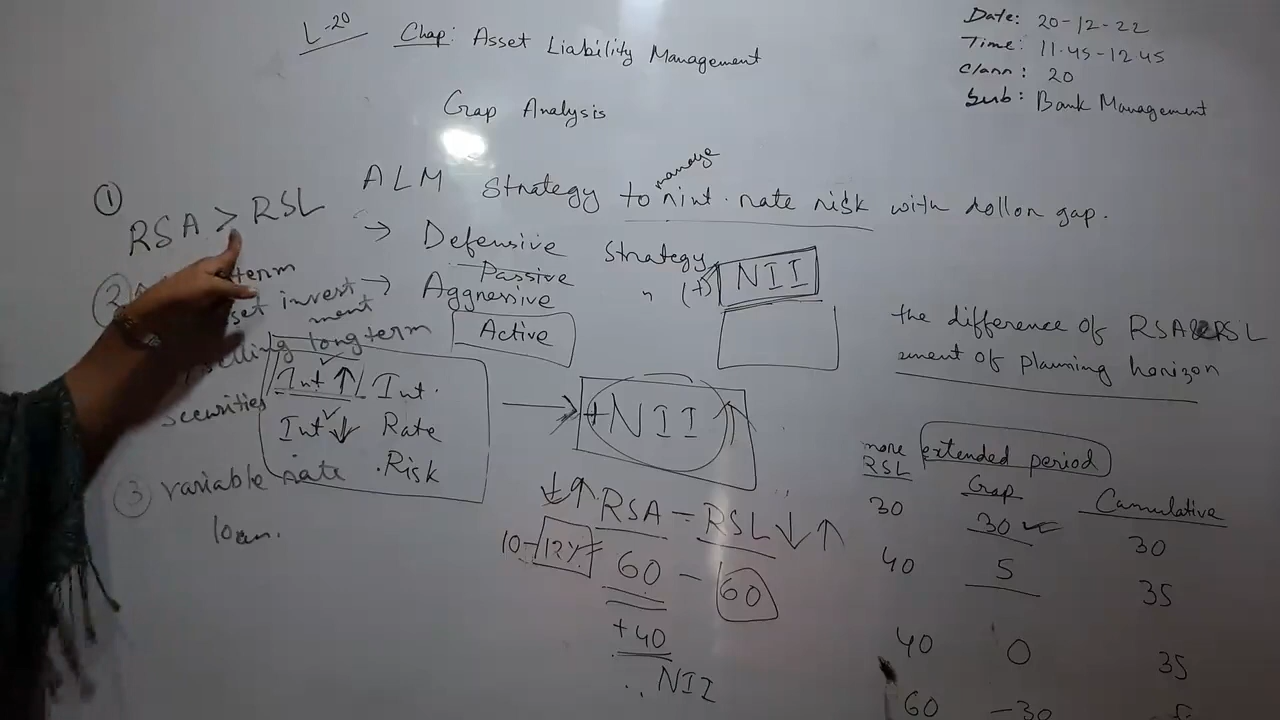 L-20
Chap: Asset Liability Management
Date: 20-12-22
Time: 11.45-12.45
Class: 20
Sub: Bank Management
Gap Analysis
ALM Strategy to manage int. rate risk with dollar gap.
→ Defensive Strategy
Passive
→ Aggressive " (+) NII
Active
① RSA > RSL
②
term
set invest
ment
selling longterm
securities
③ variable rate
loan.
Int ↑ Int.
Int ↓ Rate
Risk
+NII ↑
↓↑ RSA - RSL ↓ ↑
10-12%
60 - 60
+40
∴ NII
the difference of RSA & RSL
ment of planning horizon
extended period
more RSL Gap Cumulative
30 30 30
40 5 35
40 0 35
60 -30